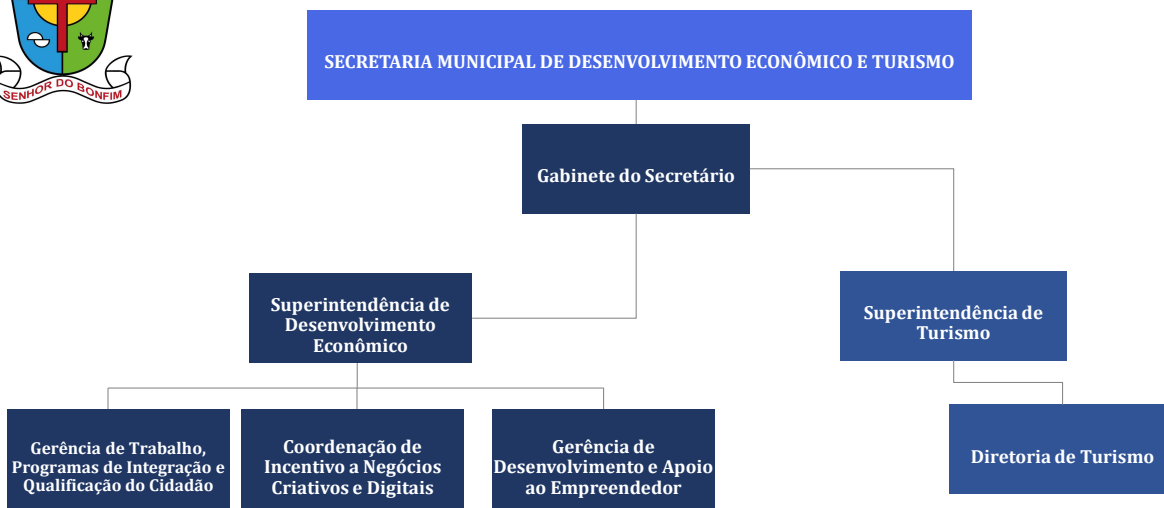 SENHOR DO BONFIM
SECRETARIA MUNICIPAL DE DESENVOLVIMENTO ECONÔMICO E TURISMO
Gabinete do Secretário
Superintendência de
Desenvolvimento
Econômico
Superintendência de
Turismo
Gerência de Trabalho,
Programas de Integração e
Qualificação do Cidadão
Coordenação de
Incentivo a Negócios
Criativos e Digitais
Gerência de
Desenvolvimento e Apoio
ao Empreendedor
Diretoria de Turismo